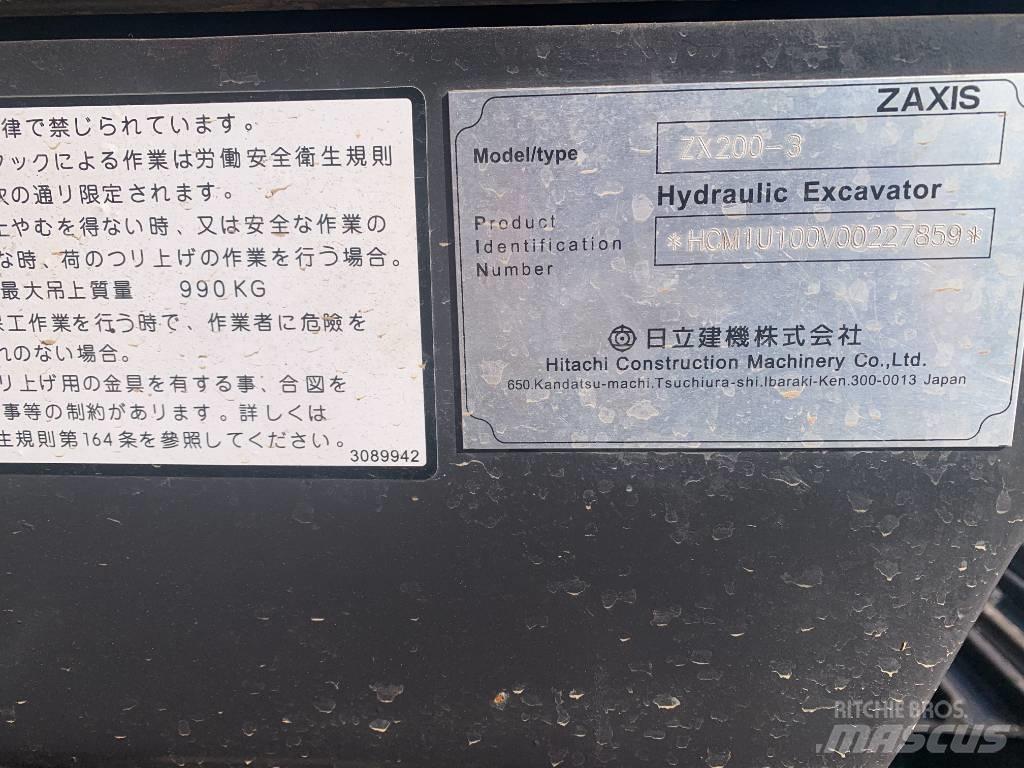 律で禁じられています。
フックによる作業は労働安全衛生規則
次の通り限定されます。
上やむを得ない時、又は安全な作業の
な時、荷のつり上げの作業を行う場合。
最大吊上質量 990KG
工作業を行う時で、作業者に危険を
れのない場合。
り上げ用の金具を有する事、合図を
事等の制約があります。詳しくは
生規則第164条を参照してください。
3089942
ZAXIS
Model/type ZX200-3
Hydraulic Excavator
Product
Identification
Number
*HCM1U100V00227859*
日立建機株式会社
Hitachi Construction Machinery Co.,Ltd.
650.Kandatsu-machi.Tsuchiura-shi.Ibaraki-Ken.300-0013 Japan
RITCHIE BROS.
MASCUS